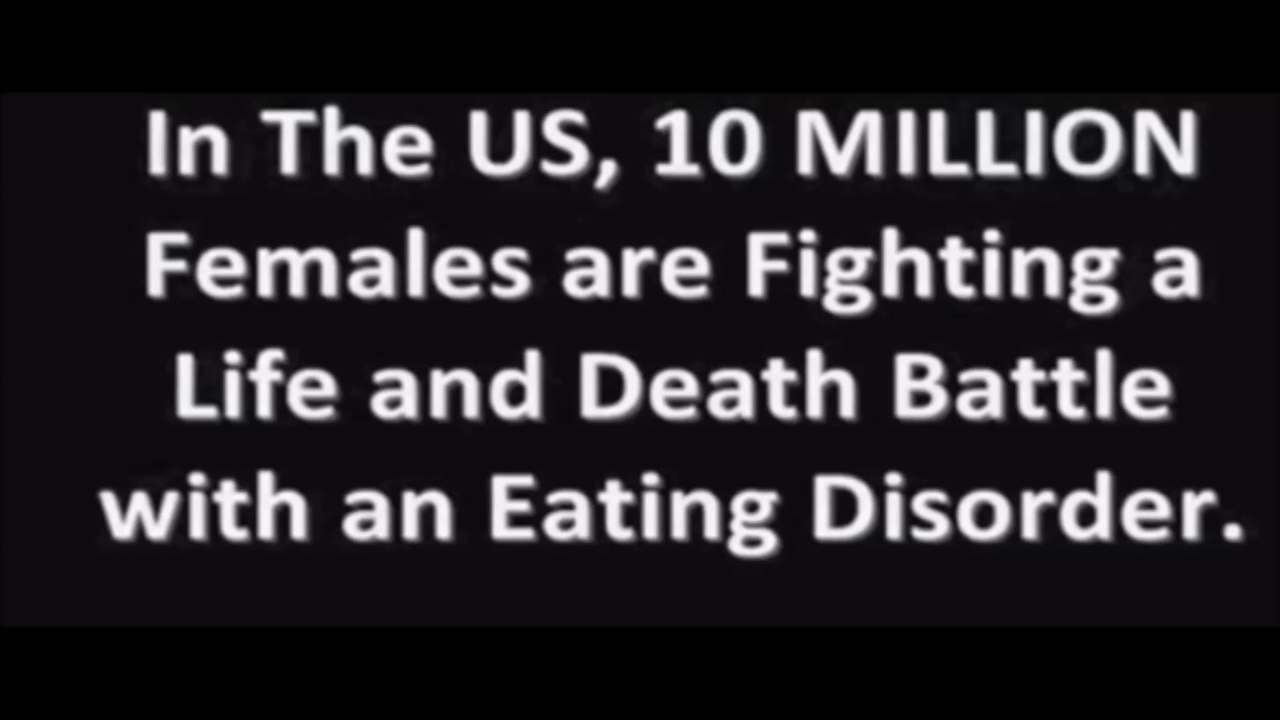 In The US, 10 MILLION
Females are Fighting a
Life and Death Battle
with an Eating Disorder.